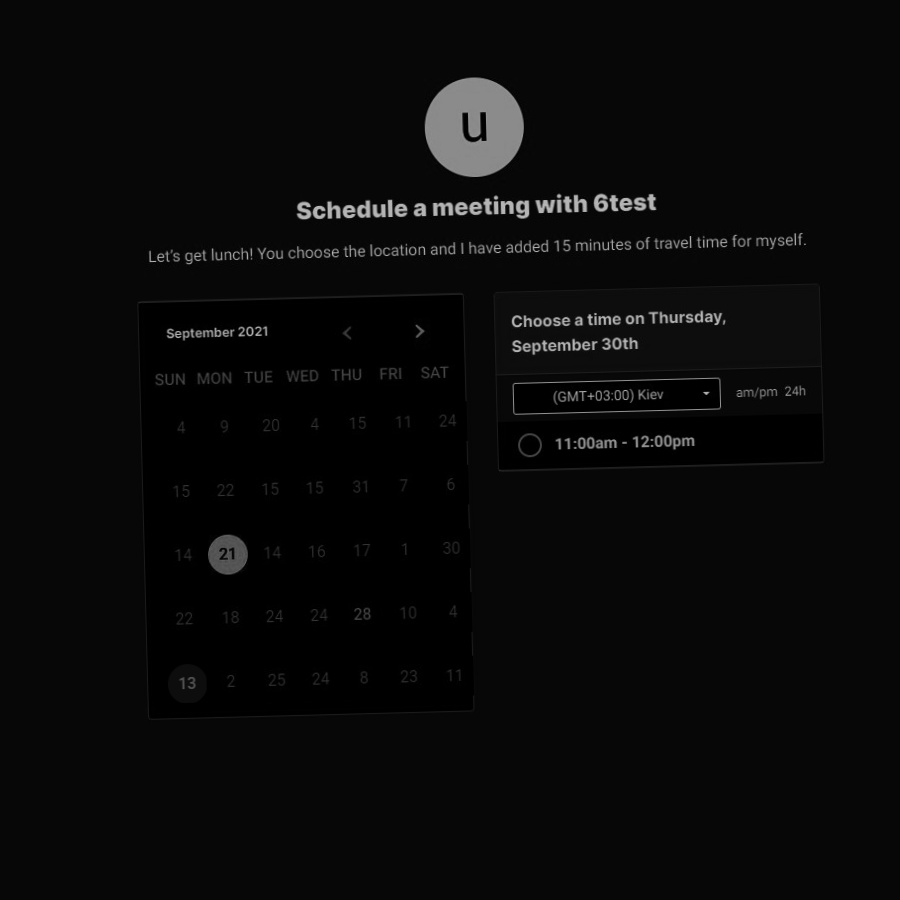 u
Schedule a meeting with 6test
Let's get lunch! You choose the location and I have added 15 minutes of travel time for myself.
September 2021
SUN MON TUE WED THU FRI SAT
4 9 20 4 15 11 24
15 22 15 15 31 7 6
14 21 14 16 17 1 30
22 18 24 24 28 10 4
13 2 25 24 8 23 11
Choose a time on Thursday,
September 30th
(GMT+03:00) Kiev
am/pm 24h
11:00am - 12:00pm